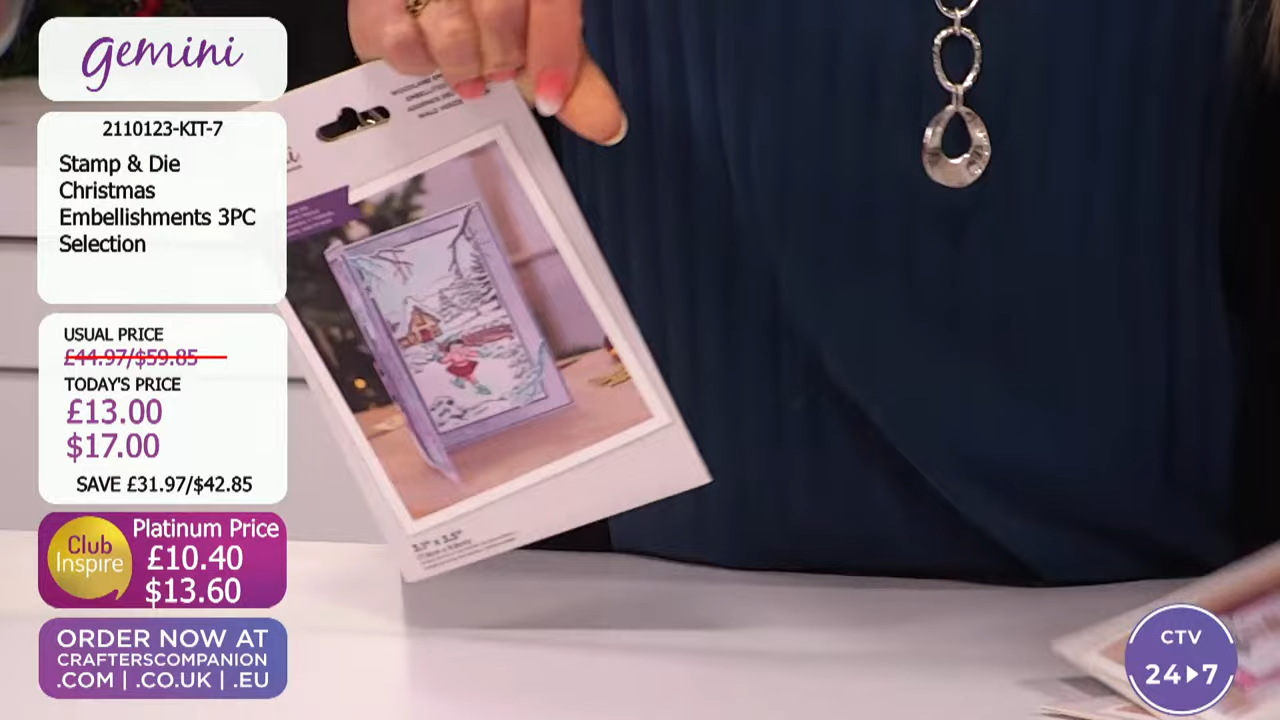 gemini
2110123-KIT-7
Stamp & Die
Christmas
Embellishments 3PC
Selection
USUAL PRICE
£44.97/$59.85
TODAY'S PRICE
£13.00
$17.00
SAVE £31.97/$42.85
Club
Inspire
Platinum Price
£10.40
$13.60
ORDER NOW AT
CRAFTERSCOMPANION
.COM | .CO.UK | .EU
CTV
24▶7